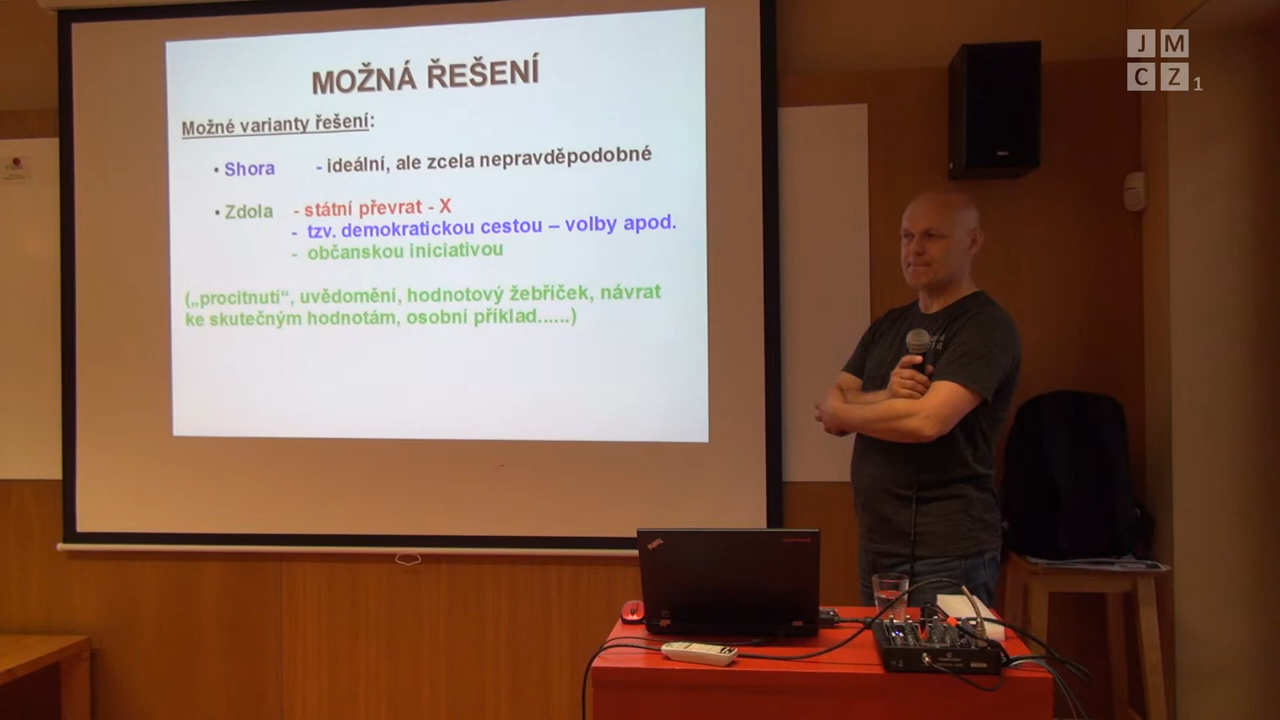 MOŽNÁ ŘEŠENÍ
Možné varianty řešení:
• Shora - ideální, ale zcela nepravděpodobné
• Zdola - státní převrat - X
- tzv. demokratickou cestou – volby apod.
- občanskou iniciativou
(„procitnutí“, uvědomění, hodnotový žebříček, návrat
ke skutečným hodnotám, osobní příklad......)
J M
C Z 1